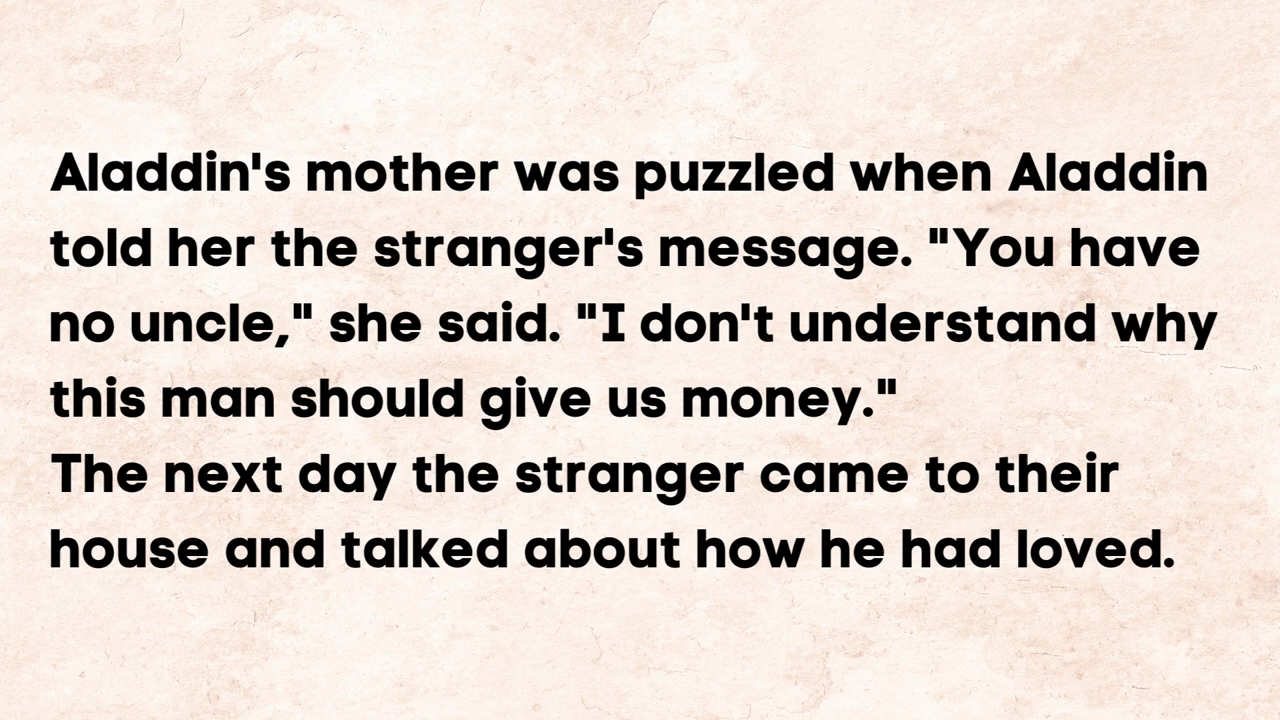 Aladdin's mother was puzzled when Aladdin
told her the stranger's message. "You have
no uncle," she said. "I don't understand why
this man should give us money."
The next day the stranger came to their
house and talked about how he had loved.